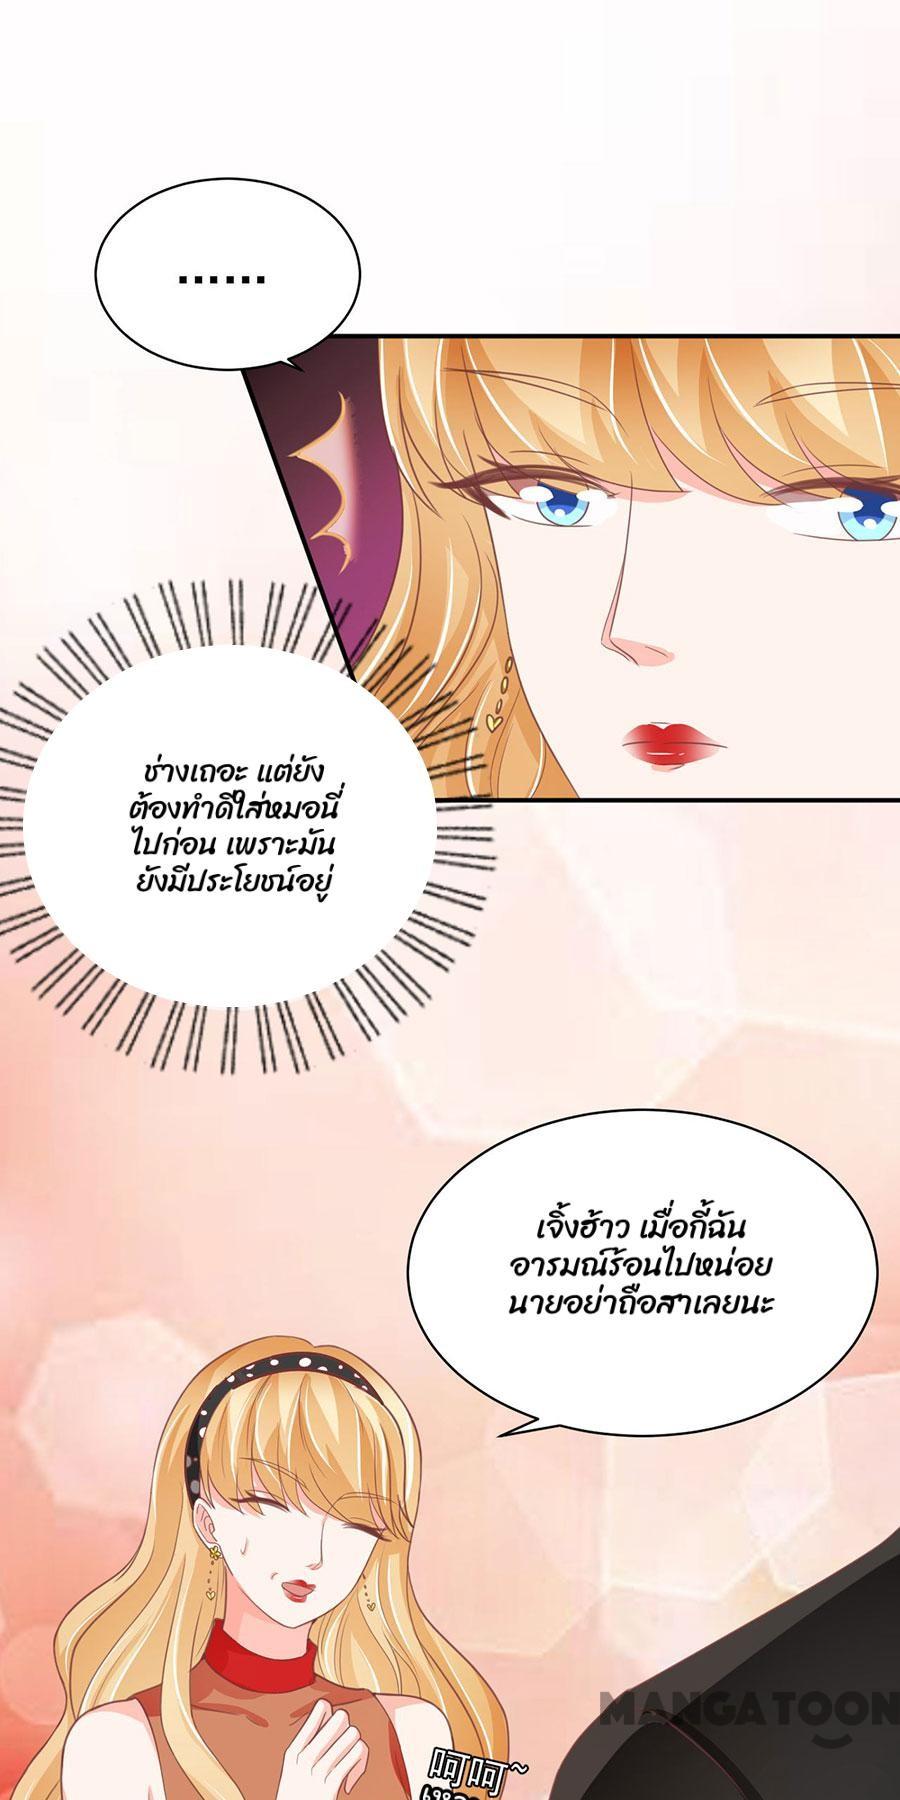 ......
ช่างเถอะ แต่ยัง
ต้องทำดีใส่หมอนี่
ไปก่อน เพราะมัน
ยังมีประโยชน์อยู่
เจิ้งฮ้าว เมื่อกี้ฉัน
อารมณ์ร้อนไปหน่อย
นายอย่าถือสาเลยนะ
MANGATOON
呵呵~